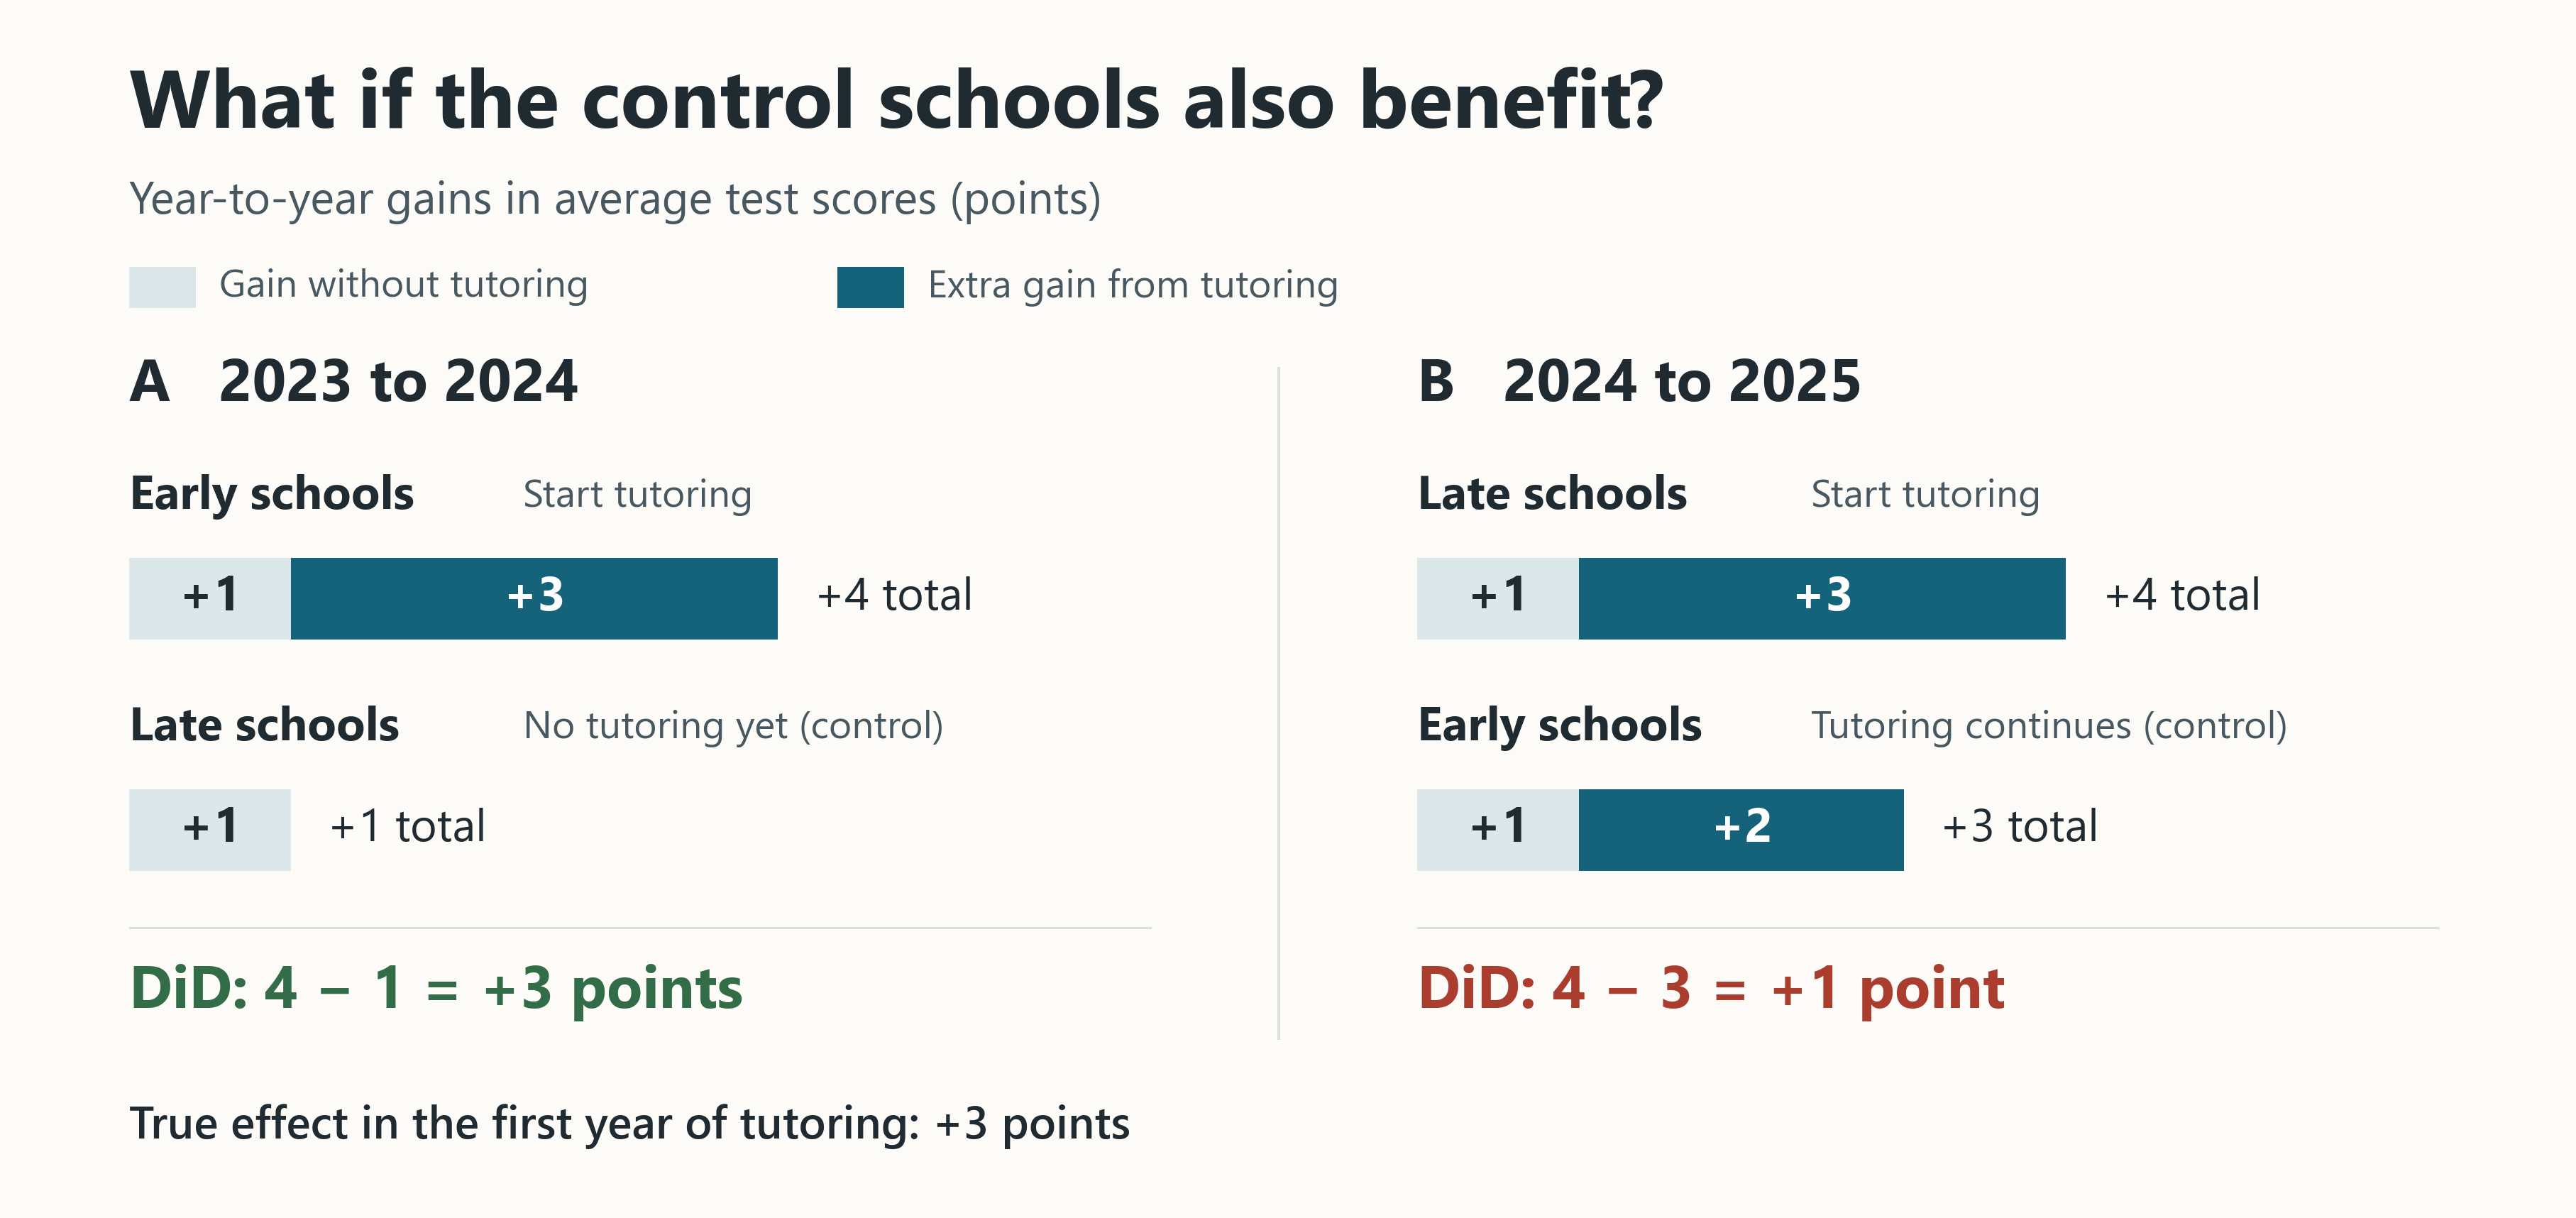 What if the control schools also benefit?
Year-to-year gains in average test scores (points)
Gain without tutoring
Extra gain from tutoring
A 2023 to 2024
Early schools Start tutoring
+1 +3 +4 total
Late schools No tutoring yet (control)
+1 +1 total
DiD: 4 − 1 = +3 points
B 2024 to 2025
Late schools Start tutoring
+1 +3 +4 total
Early schools Tutoring continues (control)
+1 +2 +3 total
DiD: 4 − 3 = +1 point
True effect in the first year of tutoring: +3 points